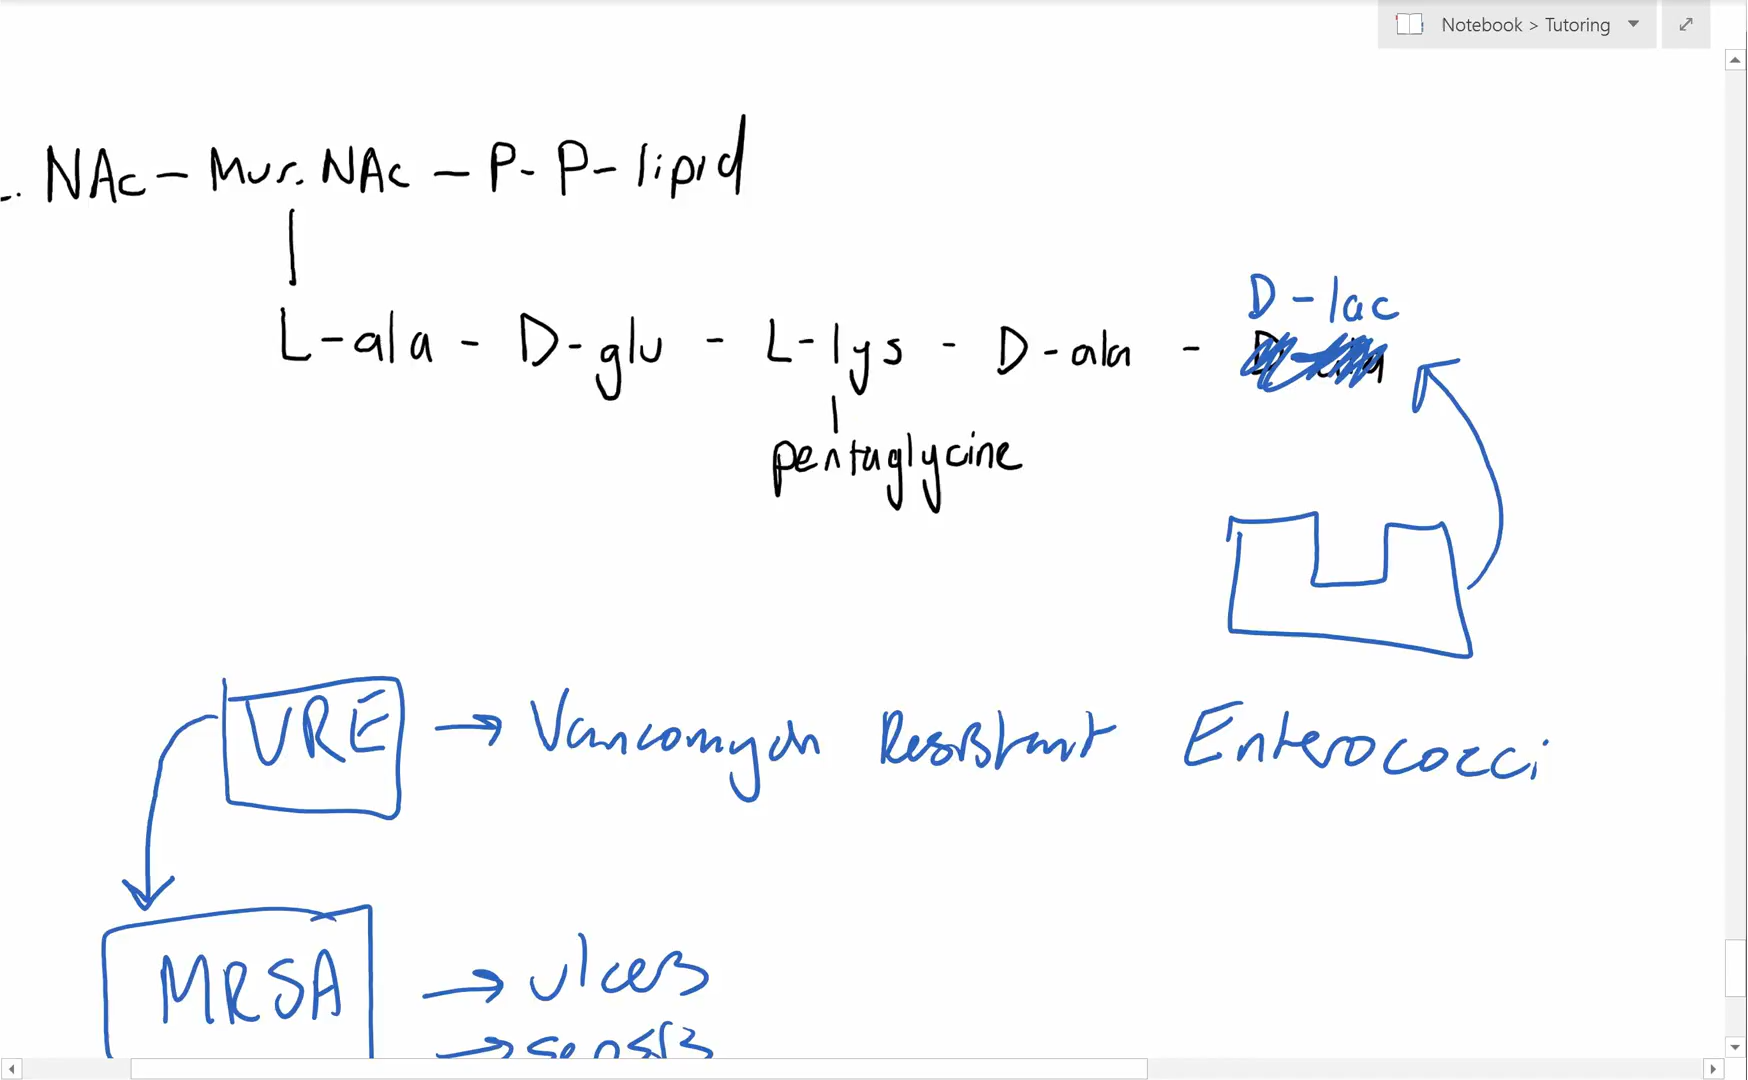 Notebook > Tutoring
NAc - Mur. NAc - P - P - lipid
D - lac
L - ala - D - glu - L - lys - D - ala -
pentaglycine
VRE → Vancomycin Resistant Enterococci
MRSA → ulcers
→ sepsis